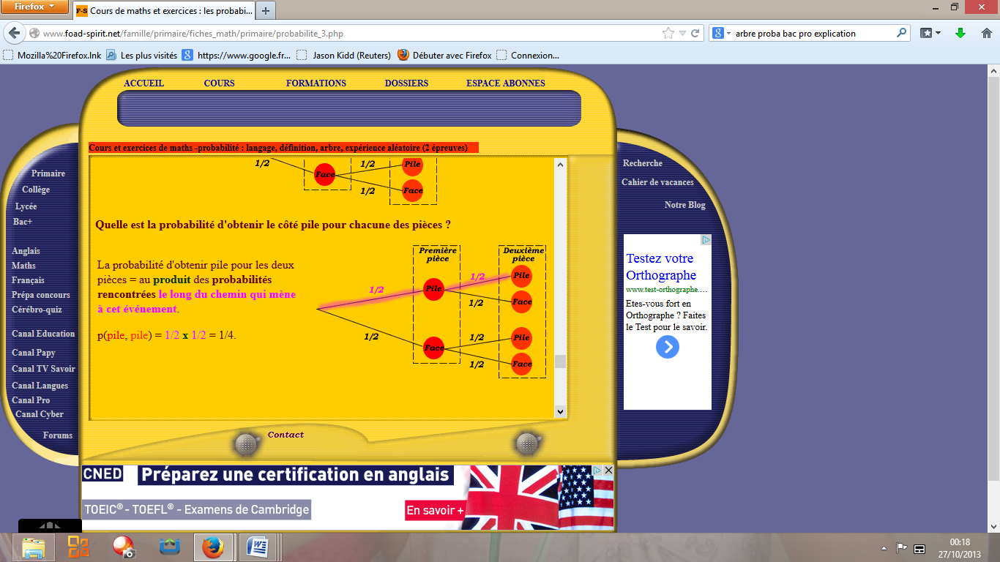 Firefox
F-S Cours de maths et exercices : les probabi...
www.foad-spirit.net/famille/primaire/fiches_math/primaire/probabilite_3.php
arbre proba bac pro explication
Mozilla%20Firefox.lnk
Les plus visités
https://www.google.fr...
Jason Kidd (Reuters)
Débuter avec Firefox
Connexion...
ACCUEIL COURS FORMATIONS DOSSIERS ESPACE ABONNES
Cours et exercices de maths -probabilité : langage, définition, arbre, expérience aléatoire (2 épreuves)
Primaire
Collège
Lycée
Bac+
Anglais
Maths
Français
Prépa concours
Cérébro-quiz
Canal Education
Canal Papy
Canal TV Savoir
Canal Langues
Canal Pro
Canal Cyber
Forums
1/2
Face
1/2
Pile
1/2
Face
Quelle est la probabilité d'obtenir le côté pile pour chacune des pièces ?
La probabilité d'obtenir pile pour les deux
pièces = au produit des probabilités
rencontrées le long du chemin qui mène
à cet événement.
p(pile, pile) = 1/2 x 1/2 = 1/4.
Première
pièce
Deuxième
pièce
1/2
Pile
1/2
Pile
1/2
Face
1/2
Face
1/2
Pile
1/2
Face
Recherche
Cahier de vacances
Notre Blog
Testez votre
Orthographe
www.test-orthographe....
Etes-vous fort en
Orthographe ? Faites
le Test pour le savoir.
Contact
CNED
Préparez une certification en anglais
TOEIC® - TOEFL® - Examens de Cambridge
En savoir +
00:18
27/10/2013